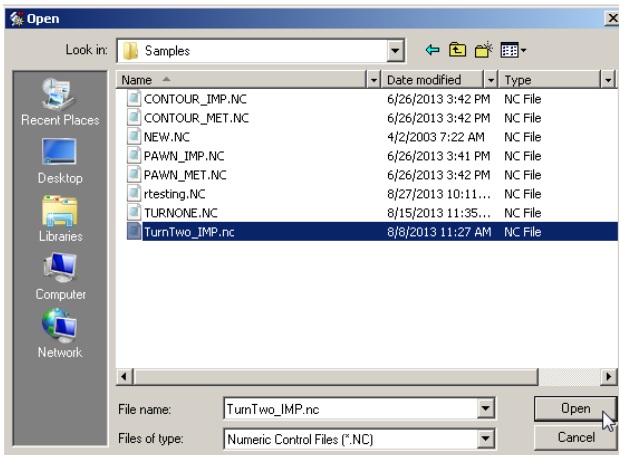 Open
Look in: Samples
Name Date modified Type
CONTOUR_IMP.NC 6/26/2013 3:42 PM NC File
CONTOUR_MET.NC 6/26/2013 3:42 PM NC File
NEW.NC 4/2/2003 7:22 AM NC File
PAWN_IMP.NC 6/26/2013 3:41 PM NC File
PAWN_MET.NC 6/26/2013 3:42 PM NC File
rtesting.NC 8/27/2013 10:11... NC File
TURNONE.NC 8/15/2013 11:35... NC File
TurnTwo_IMP.nc 8/8/2013 11:27 AM NC File
Recent Places
Desktop
Libraries
Computer
Network
File name: TurnTwo_IMP.nc Open
Files of type: Numeric Control Files (*.NC) Cancel